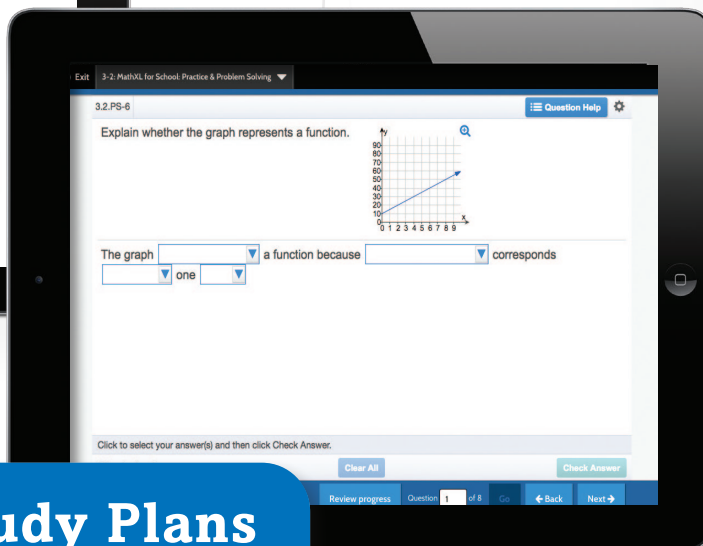 Exit 3-2: MathXL for School: Practice & Problem Solving
3.2.PS-6
Question Help
Explain whether the graph represents a function.
y
90
80
70
60
50
40
30
20
10
0
x
0 1 2 3 4 5 6 7 8 9
The graph a function because corresponds
one
Click to select your answer(s) and then click Check Answer.
Clear All
Check Answer
Review progress Question 1 of 8 Go Back Next
udy Plans